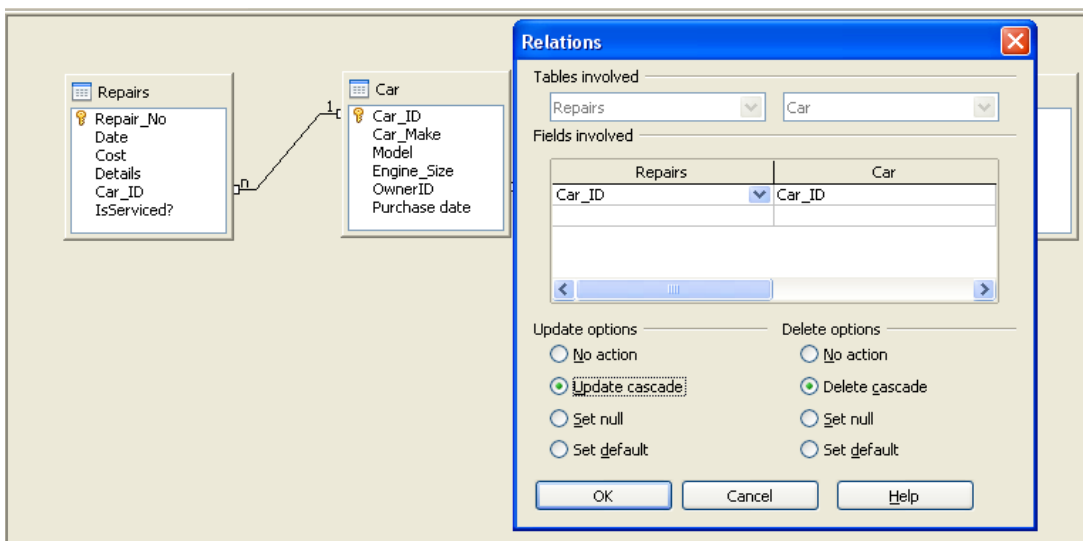 Repairs
Repair_No
Date
Cost
Details
Car_ID
IsServiced?
n
1
Car
Car_ID
Car_Make
Model
Engine_Size
OwnerID
Purchase date
Relations
Tables involved
Repairs Car
Fields involved
Repairs Car
Car_ID Car_ID
Update options Delete options
No action No action
Update cascade Delete cascade
Set null Set null
Set default Set default
OK Cancel Help